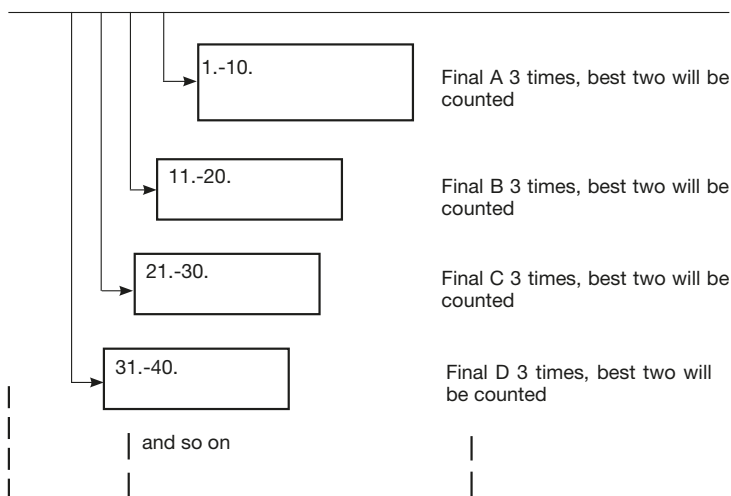 1.-10.
Final A 3 times, best two will be
counted
11.-20.
Final B 3 times, best two will be
counted
21.-30.
Final C 3 times, best two will be
counted
31.-40.
Final D 3 times, best two will
be counted
and so on